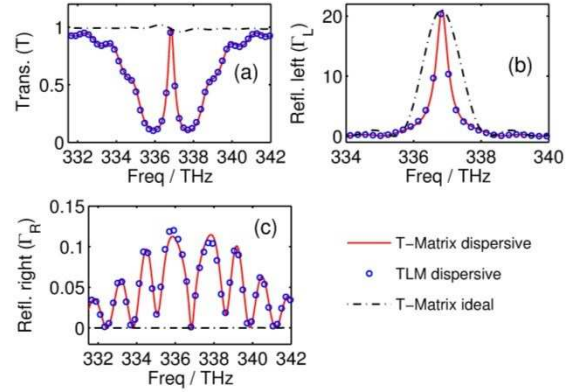 1
0.5
0
Trans. (T)
(a)
332 334 336 338 340 342
Freq / THz
20
10
0
Refl. left (Γ_L)
(b)
334 336 338 340
Freq / THz
0.15
0.1
0.05
0
Refl. right (Γ_R)
(c)
332 334 336 338 340 342
Freq / THz
T−Matrix dispersive
TLM dispersive
T−Matrix ideal